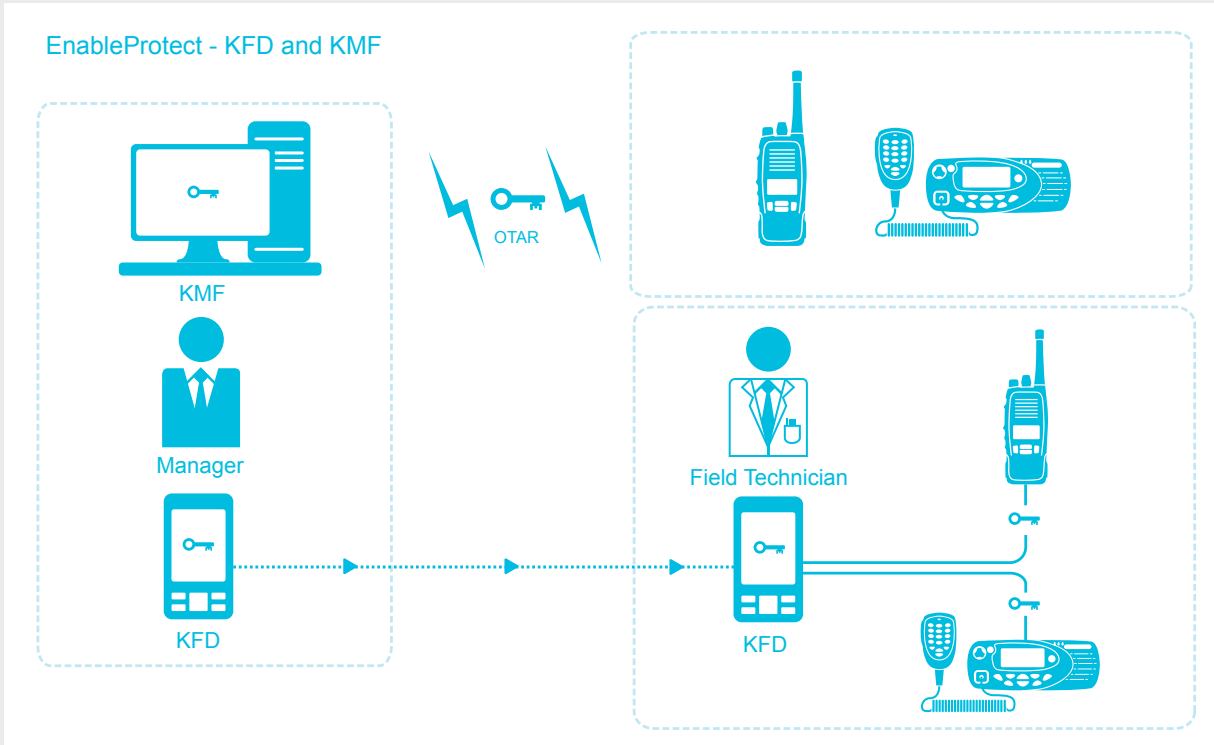 EnableProtect - KFD and KMF
OTAR
KMF
Manager
Field Technician
KFD
KFD